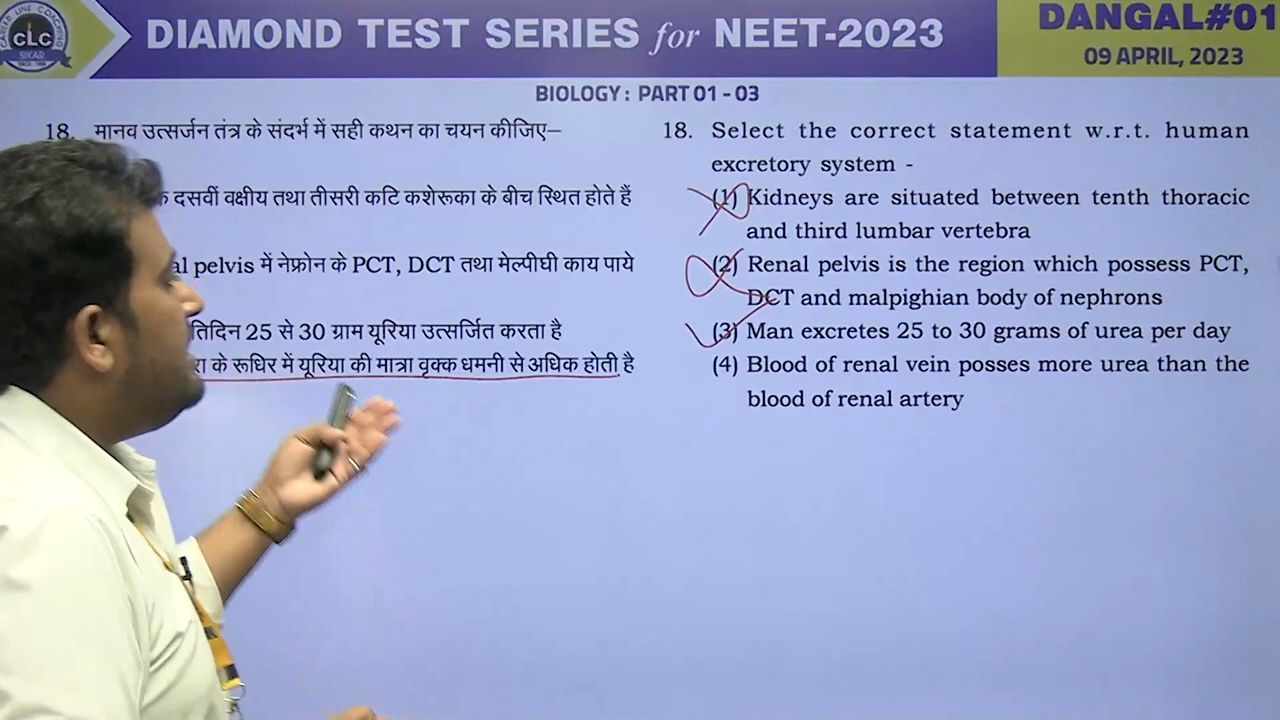 CAREER LINE COACHING
CLC
SIKAR
DIAMOND TEST SERIES for NEET-2023
DANGAL#01
09 APRIL, 2023
BIOLOGY : PART 01 - 03
18. मानव उत्सर्जन तंत्र के संदर्भ में सही कथन का चयन कीजिए–
दसवीं वक्षीय तथा तीसरी कटि कशेरूका के बीच स्थित होते हैं
pelvis में नेफ्रोन के PCT, DCT तथा मेल्पीघी काय पाये
25 से 30 ग्राम यूरिया उत्सर्जित करता है
के रूधिर में यूरिया की मात्रा वृक्क धमनी से अधिक होती है
18. Select the correct statement w.r.t. human
excretory system -
(1) Kidneys are situated between tenth thoracic
and third lumbar vertebra
(2) Renal pelvis is the region which possess PCT,
DCT and malpighian body of nephrons
(3) Man excretes 25 to 30 grams of urea per day
(4) Blood of renal vein posses more urea than the
blood of renal artery